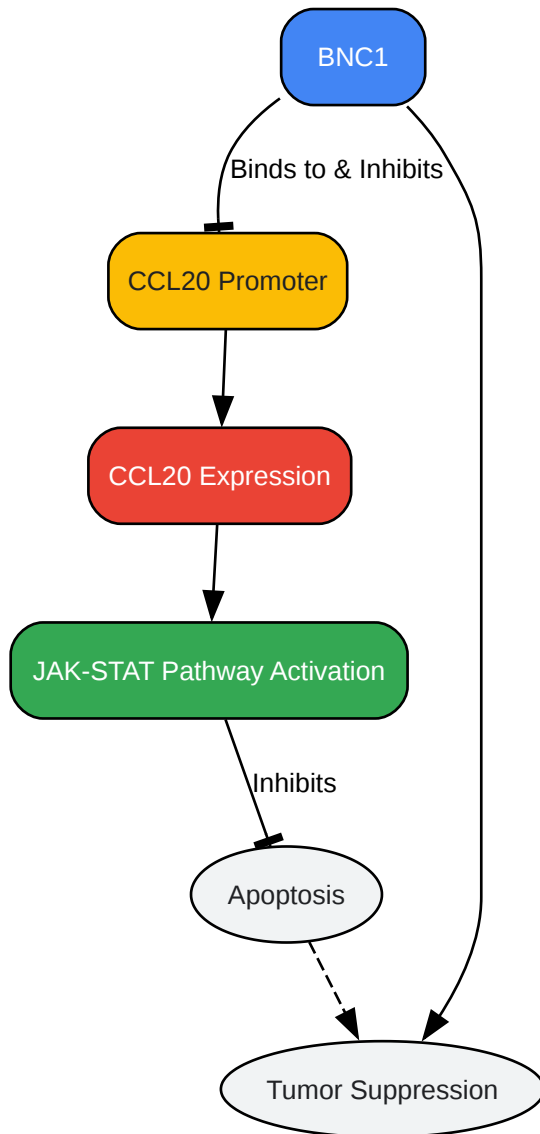 BNC1
Binds to & Inhibits
CCL20 Promoter
CCL20 Expression
JAK-STAT Pathway Activation
Inhibits
Apoptosis
Tumor Suppression